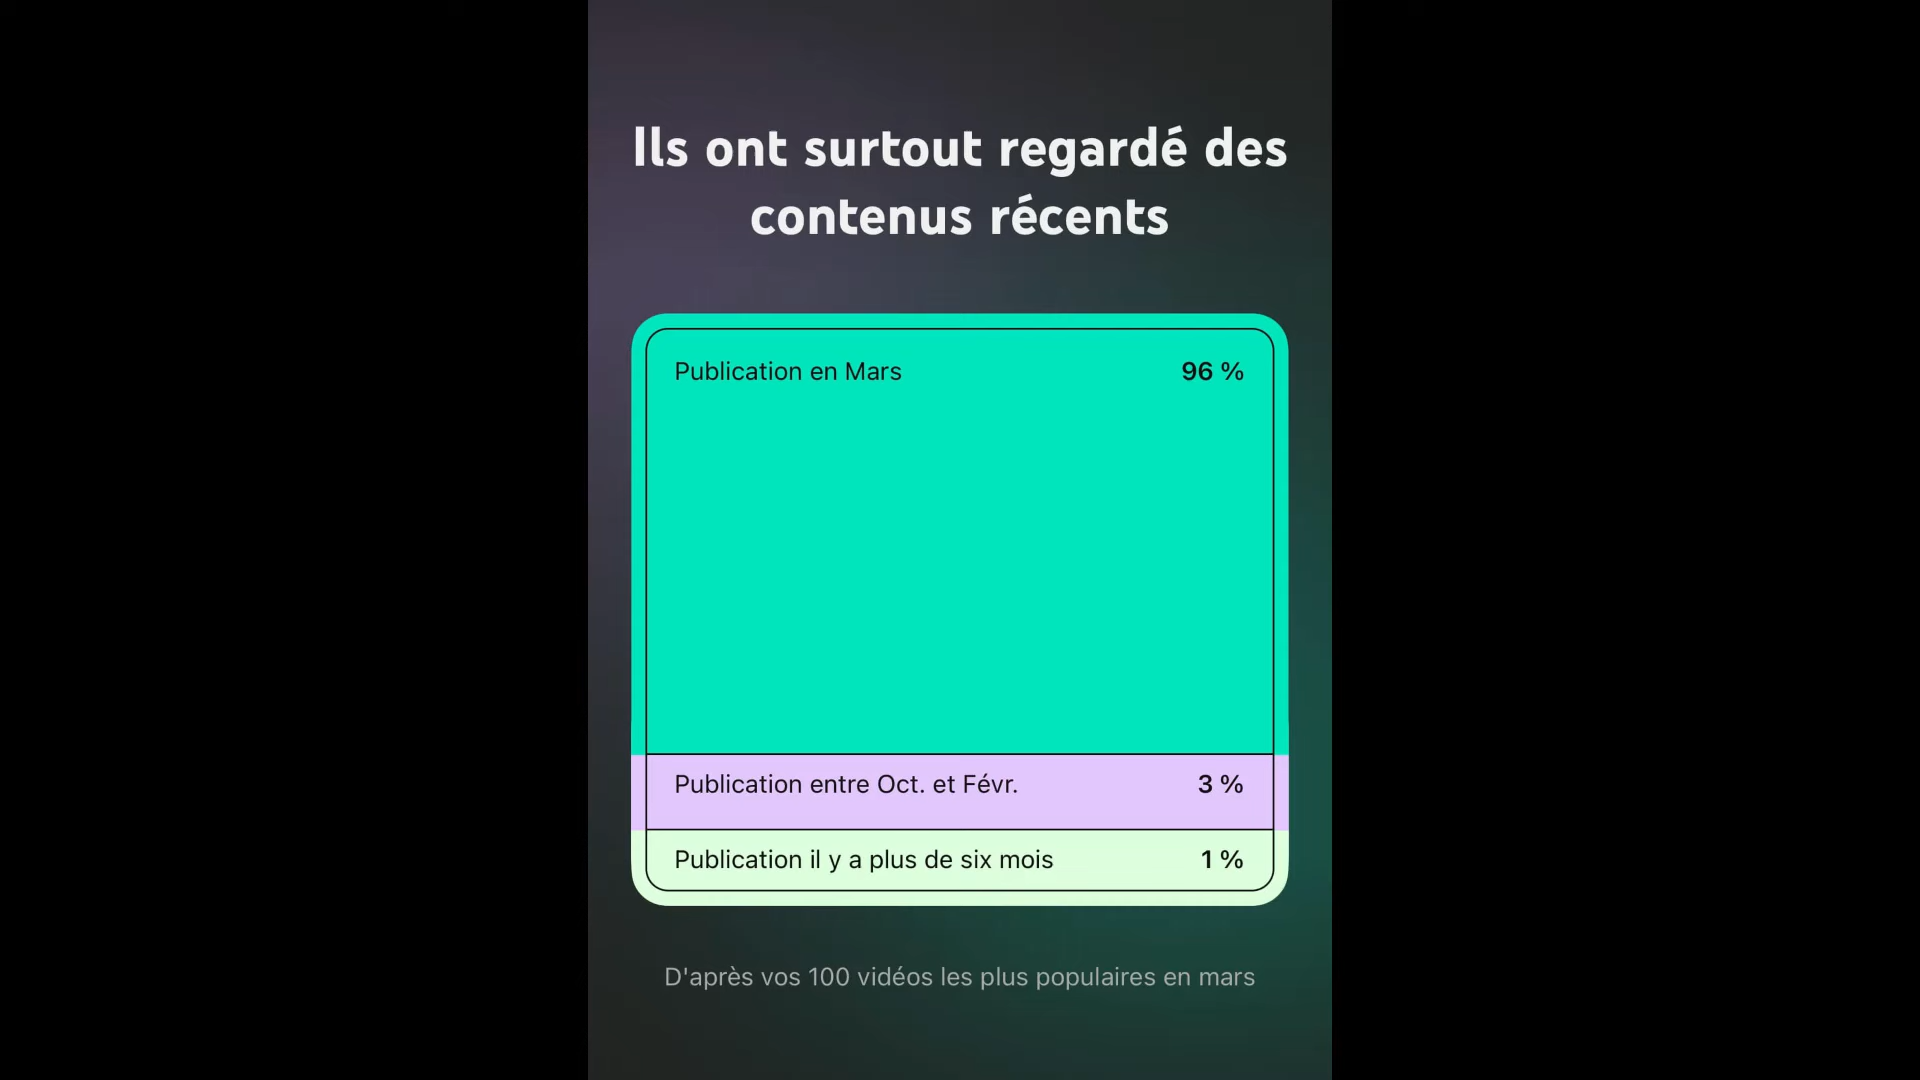 Ils ont surtout regardé des
contenus récents
Publication en Mars 96 %
Publication entre Oct. et Févr. 3 %
Publication il y a plus de six mois 1 %
D'après vos 100 vidéos les plus populaires en mars